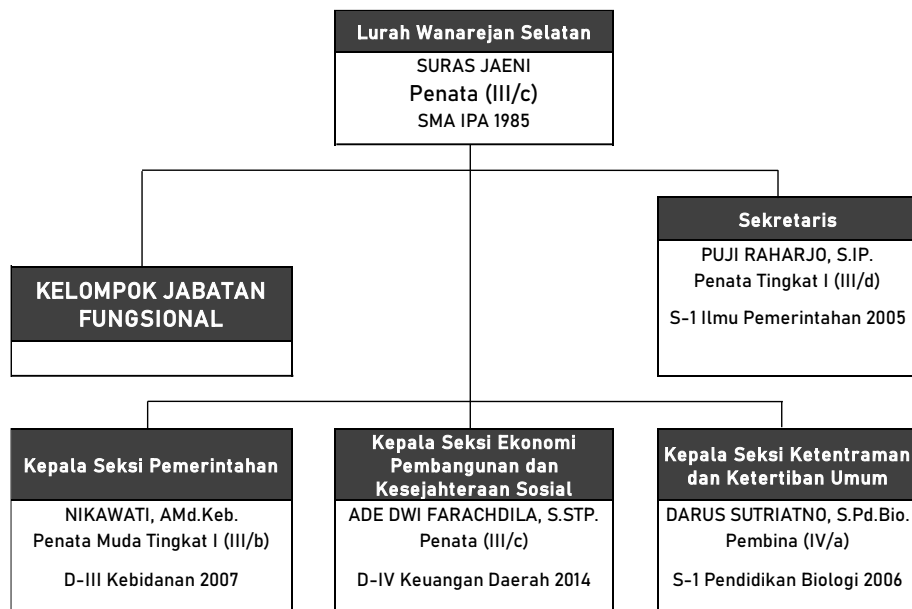 Lurah Wanarejan Selatan
SURAS JAENI
Penata (III/c)
SMA IPA 1985
Sekretaris
PUJI RAHARJO, S.IP.
Penata Tingkat I (III/d)
S-1 Ilmu Pemerintahan 2005
KELOMPOK JABATAN
FUNGSIONAL
Kepala Seksi Pemerintahan
NIKAWATI, AMd.Keb.
Penata Muda Tingkat I (III/b)
D-III Kebidanan 2007
Kepala Seksi Ekonomi
Pembangunan dan
Kesejahteraan Sosial
ADE DWI FARACHDILA, S.STP.
Penata (III/c)
D-IV Keuangan Daerah 2014
Kepala Seksi Ketentraman
dan Ketertiban Umum
DARUS SUTRIATNO, S.Pd.Bio.
Pembina (IV/a)
S-1 Pendidikan Biologi 2006